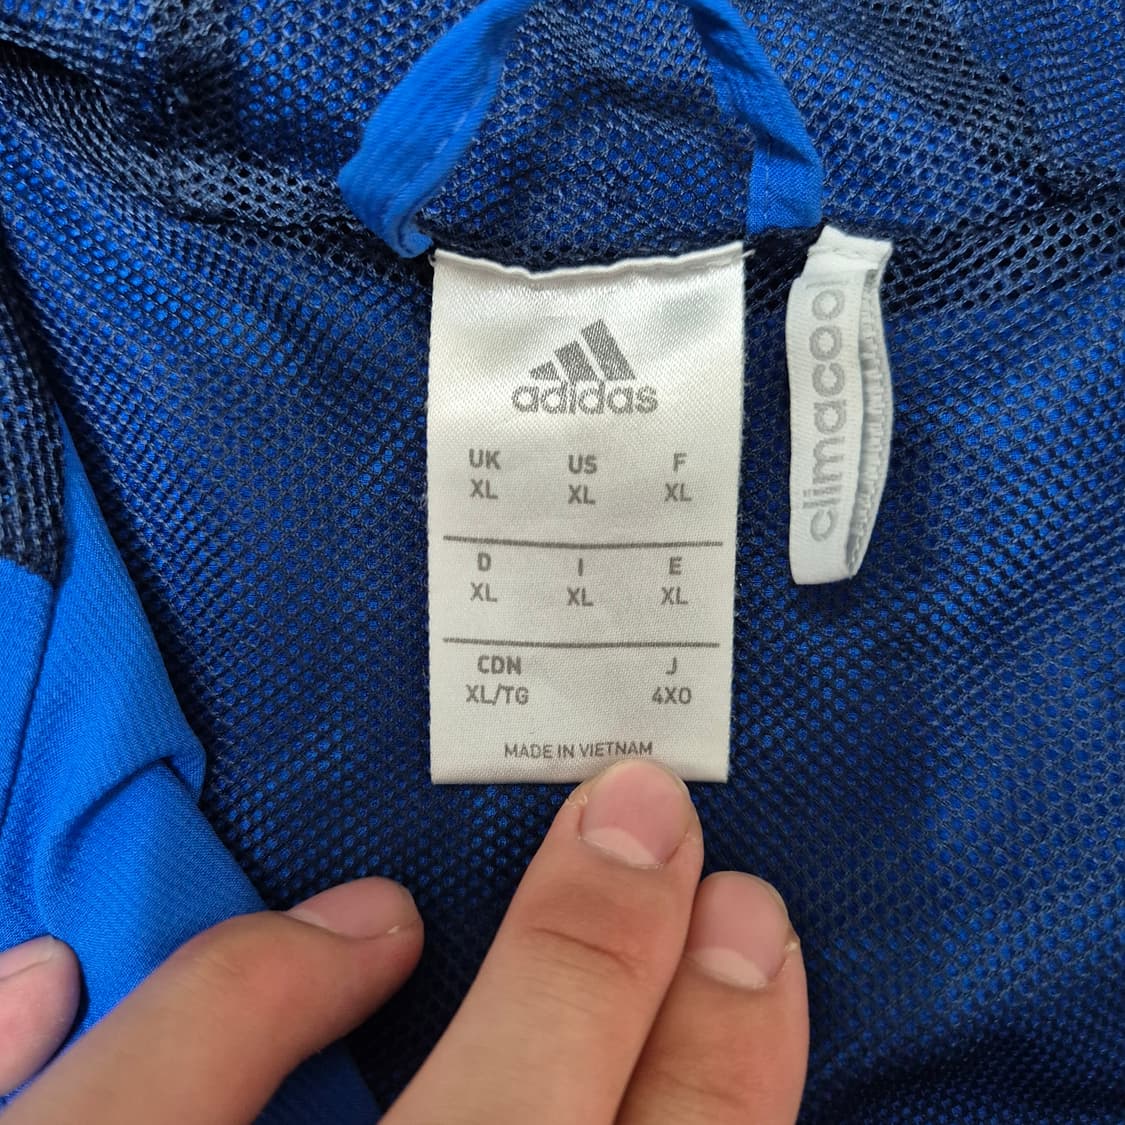 adidas
UK US F
XL XL XL
D I E
XL XL XL
CDN J
XL/TG 4XO
MADE IN VIETNAM
climacool